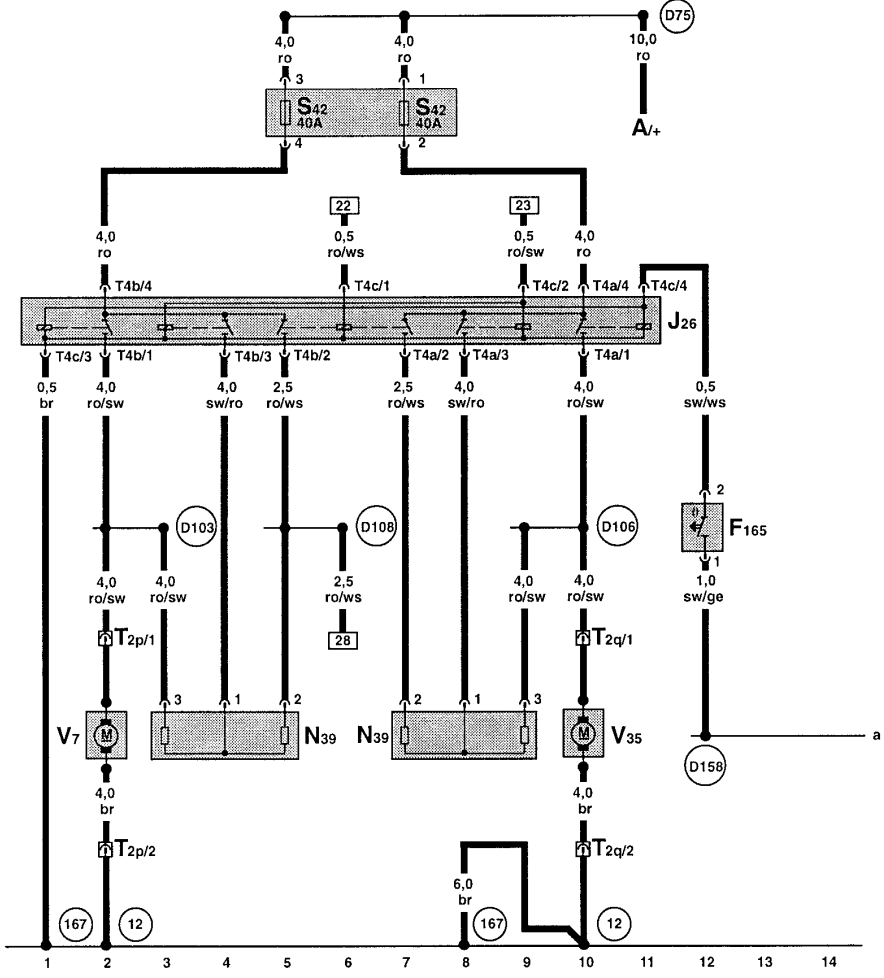 D75
4,0 4,0 10,0
ro ro ro
3 1
S42 S42
40A 40A
A/+
4 2
22 23
4,0 0,5 0,5 4,0
ro ro/ws ro/sw ro
T4b/4 T4c/1 T4c/2 T4a/4 T4c/4
J26
T4c/3 T4b/1 T4b/3 T4b/2 T4a/2 T4a/3 T4a/1
0,5 4,0 4,0 2,5 2,5 4,0 4,0 0,5
br ro/sw sw/ro ro/ws ro/ws sw/ro ro/sw sw/ws
2
D103 D108 D106 F165
1
4,0 4,0 2,5 4,0 4,0 1,0
ro/sw ro/sw ro/ws ro/sw ro/sw sw/ge
T2p/1 28 T2q/1
3 1 2 2 1 3
V7 M N39 N39 M V35
a
D158
4,0 4,0
br br
T2p/2 T2q/2
6,0
br
167 12 167 12
1 2 3 4 5 6 7 8 9 10 11 12 13 14